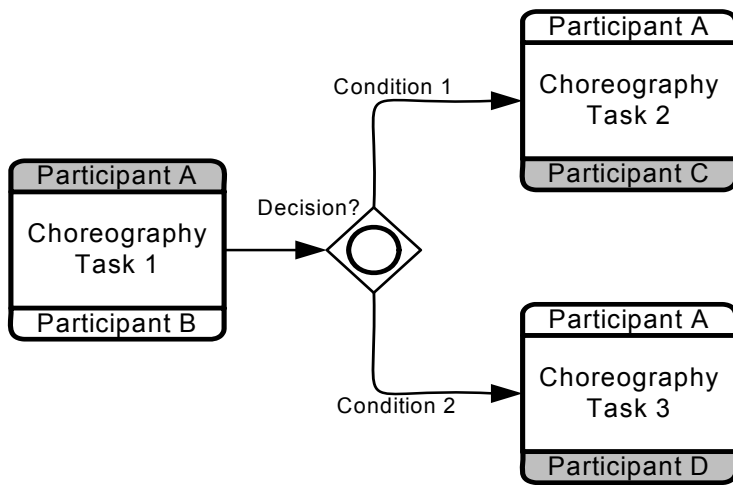 Participant A
Choreography
Task 1
Participant B
Decision?
Condition 1
Participant A
Choreography
Task 2
Participant C
Condition 2
Participant A
Choreography
Task 3
Participant D